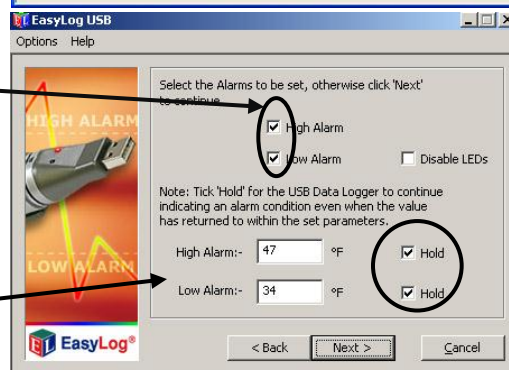 EasyLog USB
Options Help
HIGH ALARM
LOW ALARM
EL EasyLog®
Select the Alarms to be set, otherwise click 'Next'
to continue
High Alarm
Low Alarm
Disable LEDs
Note: Tick 'Hold' for the USB Data Logger to continue
indicating an alarm condition even when the value
has returned to within the set parameters.
High Alarm:- 47 °F Hold
Low Alarm:- 34 °F Hold
< Back Next > Cancel